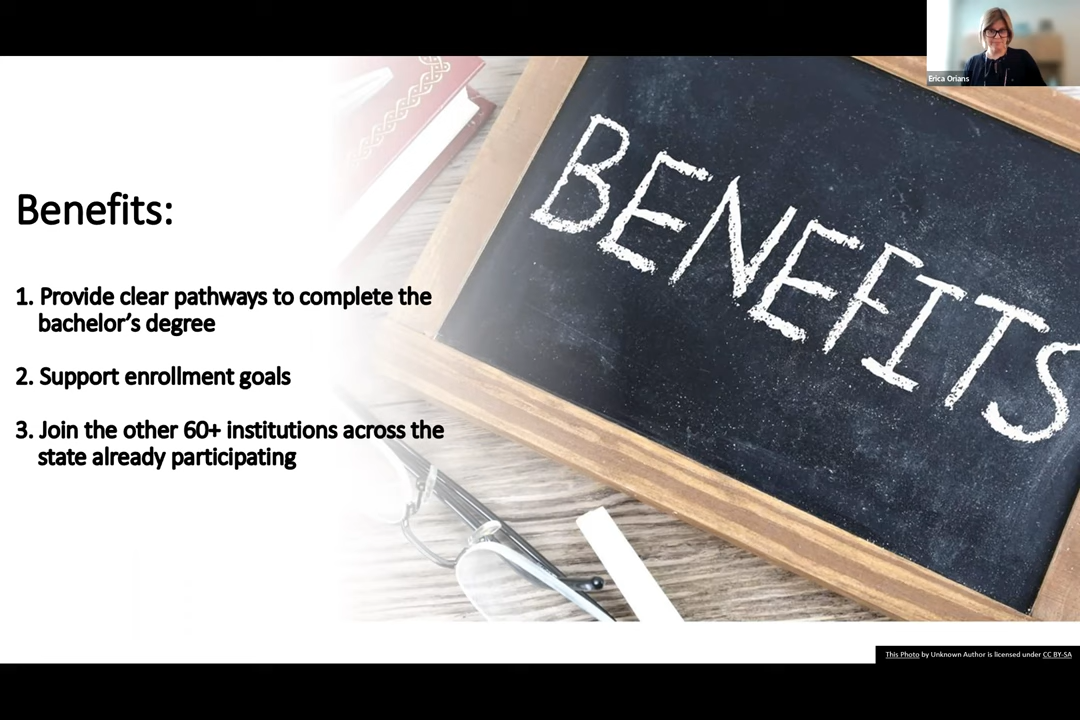 Erica Orians
BENEFITS
Benefits:
1. Provide clear pathways to complete the
bachelor's degree
2. Support enrollment goals
3. Join the other 60+ institutions across the
state already participating
This Photo by Unknown Author is licensed under CC BY-SA